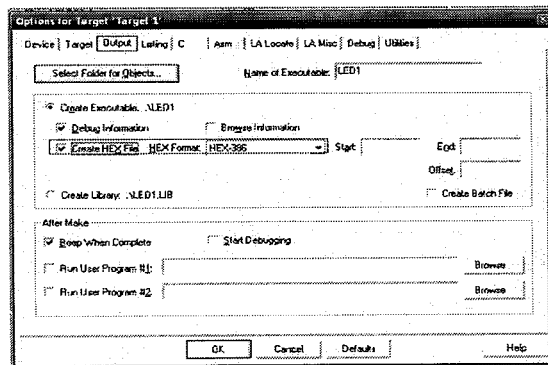 Options for Target 'Target 1'
Device Target Output Listing C Asm LA Locate LA Misc Debug Utilities
Select Folder for Objects... Name of Executable: LED1
Create Executable: .\LED1
Debug Information Browse Information
Create HEX File HEX Format: HEX-386 Start: End:
Offset:
Create Library: .\LED1.LIB Create Batch File
After Make
Beep When Complete Start Debugging
Run User Program #1: Browse
Run User Program #2: Browse
OK Cancel Defaults Help